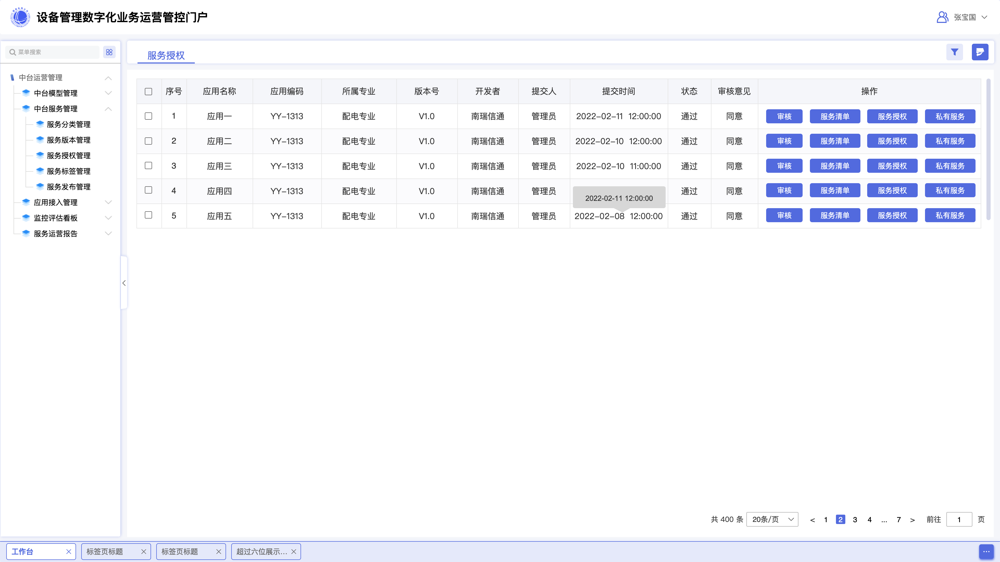 设备管理数字化业务运营管控门户
张宝国
菜单搜索
服务授权
中台运营管理
中台模型管理
中台服务管理
服务分类管理
服务版本管理
服务授权管理
服务标签管理
服务发布管理
应用接入管理
监控评估看板
服务运营报告
序号 应用名称 应用编码 所属专业 版本号 开发者 提交人 提交时间 状态 审核意见 操作
1 应用一 YY-1313 配电专业 V1.0 南瑞信通 管理员 2022-02-11 12:00:00 通过 同意 审核 服务清单 服务授权 私有服务
2 应用二 YY-1313 配电专业 V1.0 南瑞信通 管理员 2022-02-10 12:00:00 通过 同意 审核 服务清单 服务授权 私有服务
3 应用三 YY-1313 配电专业 V1.0 南瑞信通 管理员 2022-02-10 11:00:00 通过 同意 审核 服务清单 服务授权 私有服务
4 应用四 YY-1313 配电专业 V1.0 南瑞信通 管理员 通过 同意 审核 服务清单 服务授权 私有服务
2022-02-11 12:00:00
5 应用五 YY-1313 配电专业 V1.0 南瑞信通 管理员 2022-02-08 12:00:00 通过 同意 审核 服务清单 服务授权 私有服务
共 400 条 20条/页 < 1 2 3 4 ... 7 > 前往 1 页
工作台 标签页标题 标签页标题 超过六位展示...